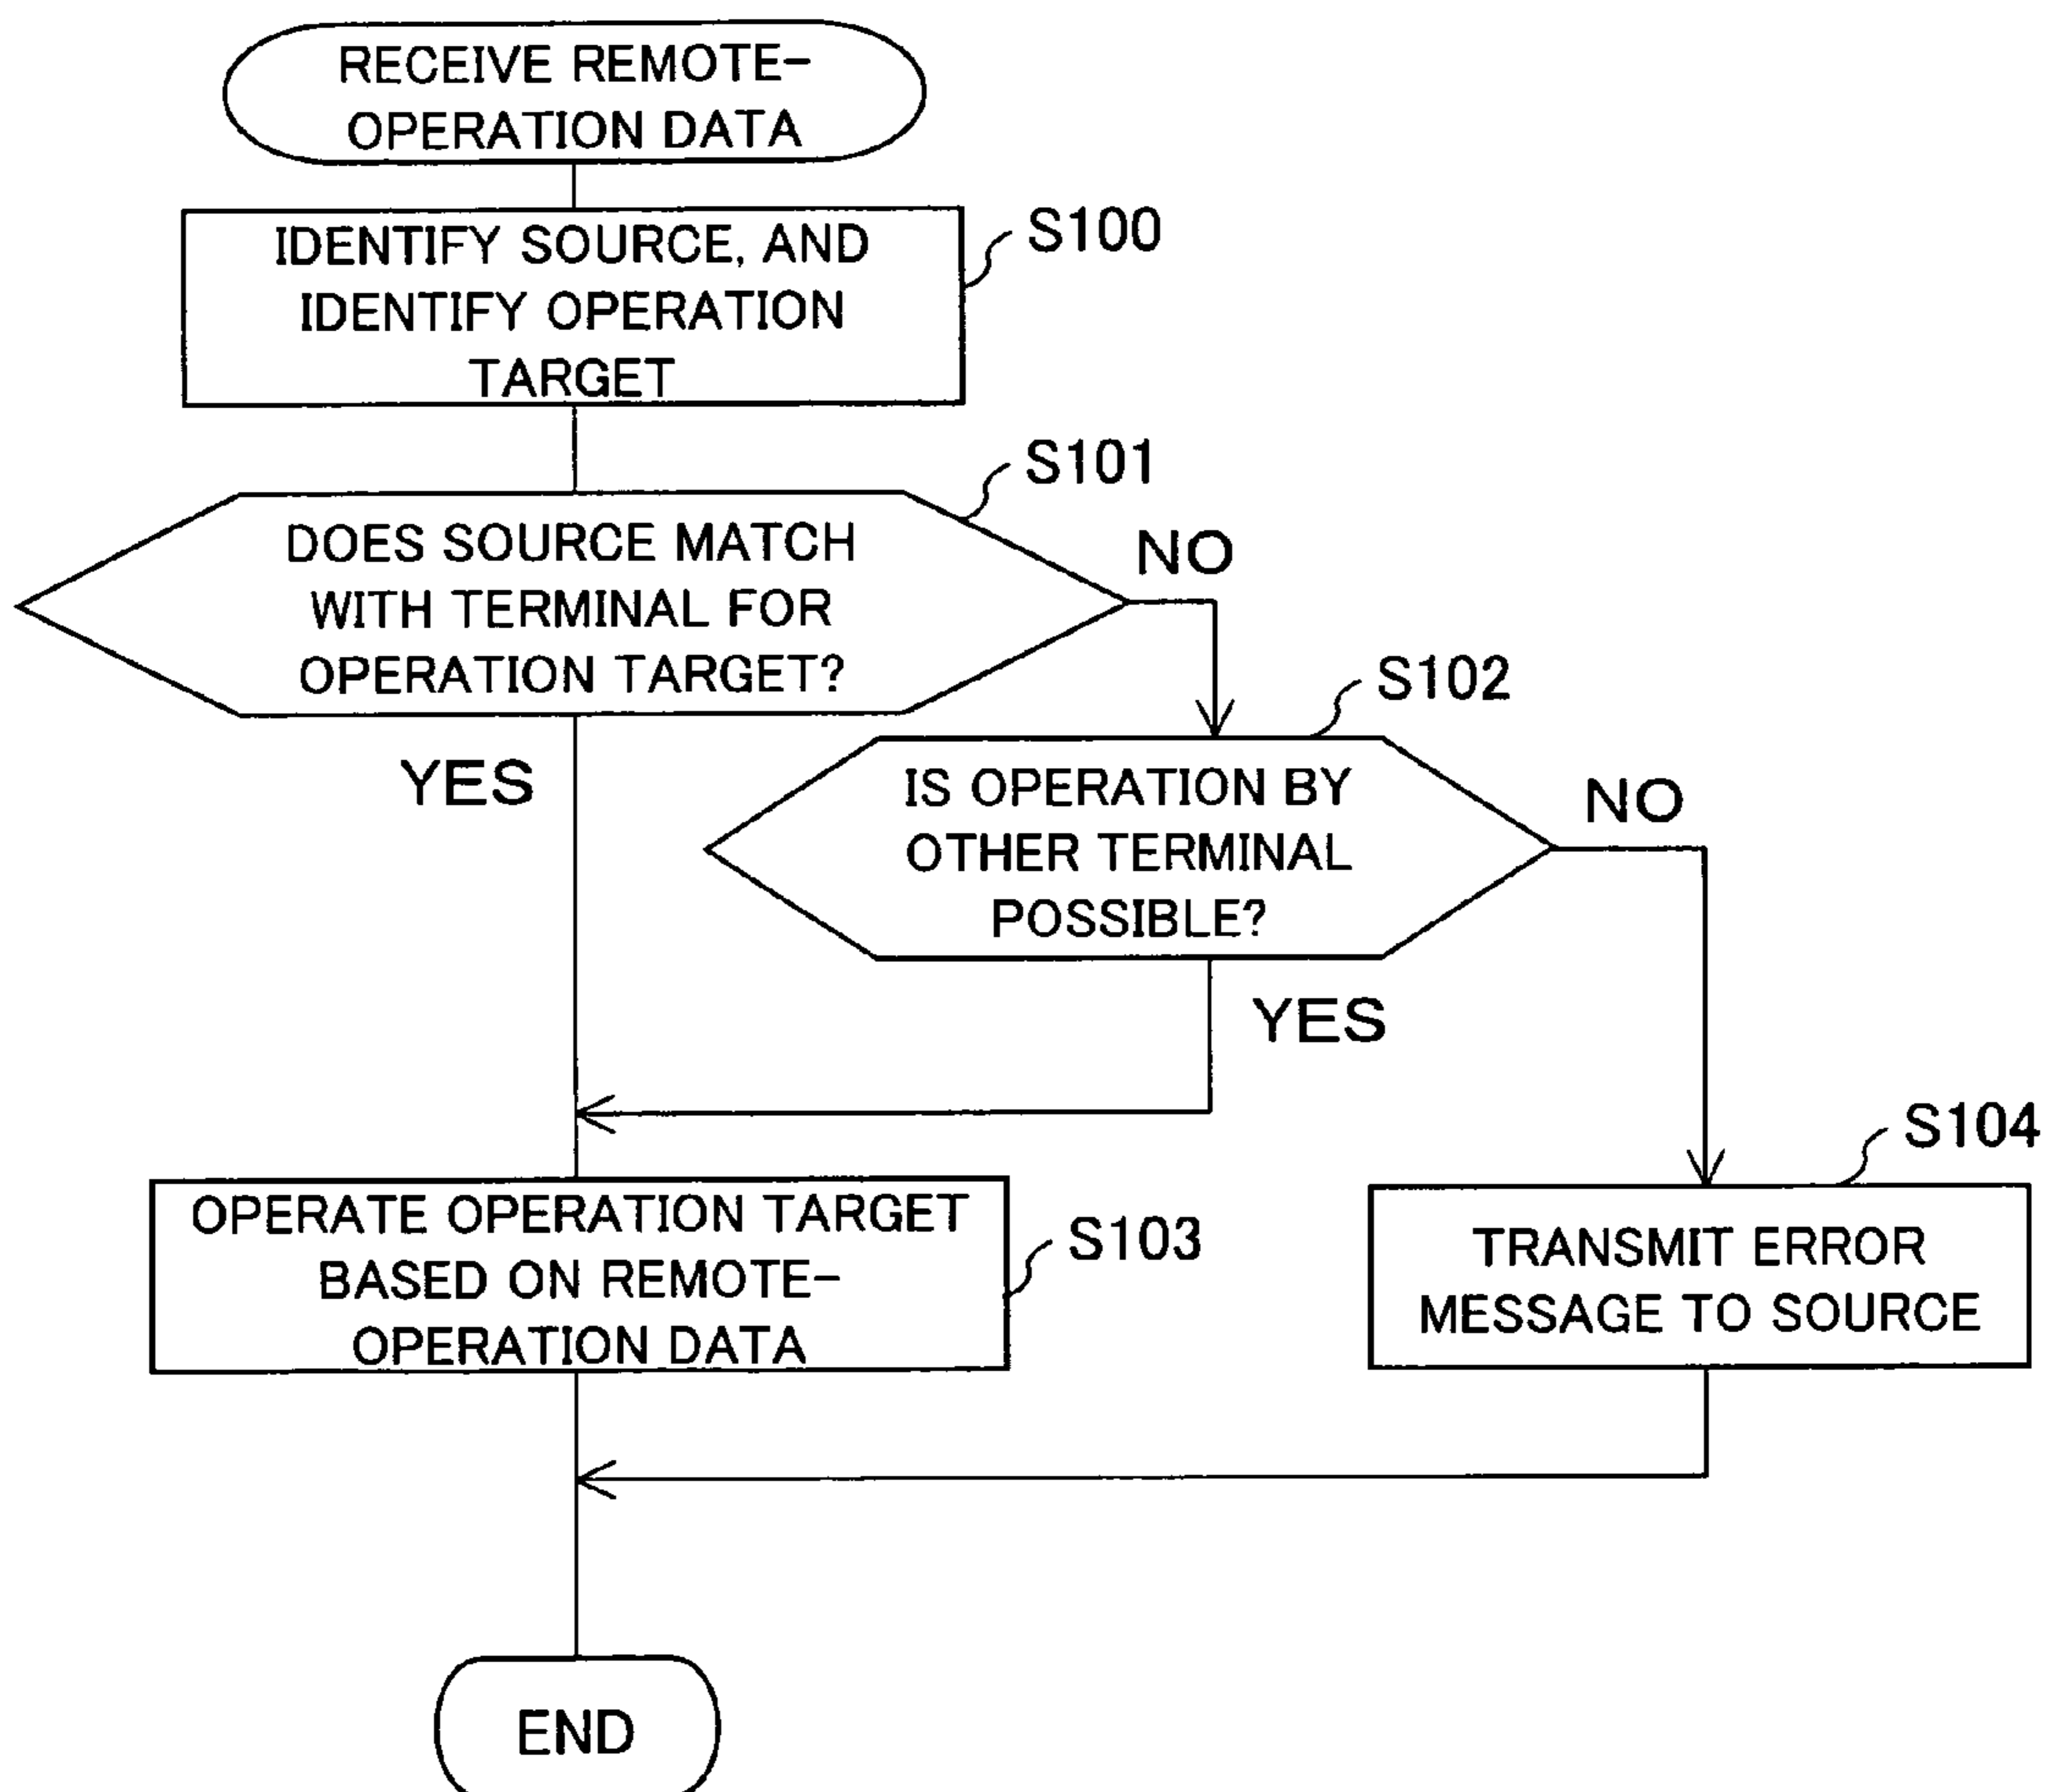 RECEIVE REMOTE-
OPERATION DATA
IDENTIFY SOURCE, AND
IDENTIFY OPERATION
TARGET
S100
DOES SOURCE MATCH
WITH TERMINAL FOR
OPERATION TARGET?
S101
NO
YES
IS OPERATION BY
OTHER TERMINAL
POSSIBLE?
S102
NO
YES
OPERATE OPERATION TARGET
BASED ON REMOTE-
OPERATION DATA
S103
TRANSMIT ERROR
MESSAGE TO SOURCE
S104
END